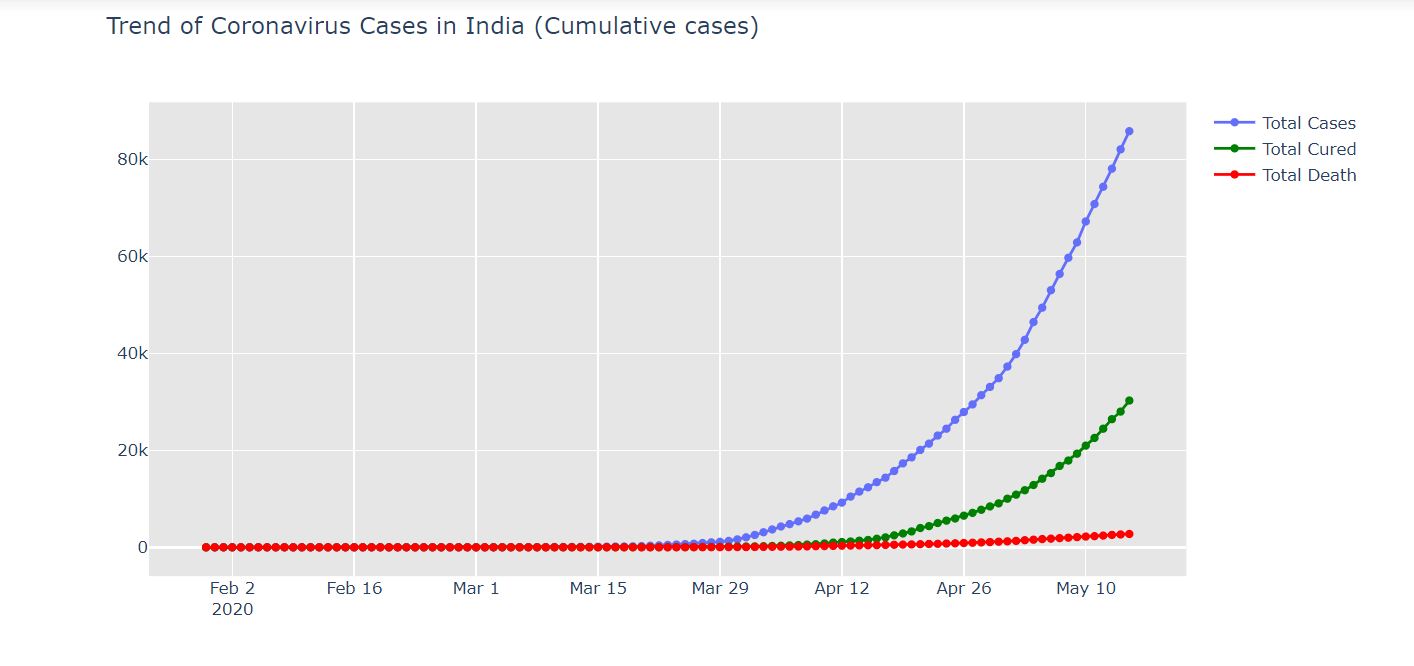 Trend of Coronavirus Cases in India (Cumulative cases)
Total Cases
Total Cured
Total Death
80k
60k
40k
20k
0
Feb 2 Feb 16 Mar 1 Mar 15 Mar 29 Apr 12 Apr 26 May 10
2020